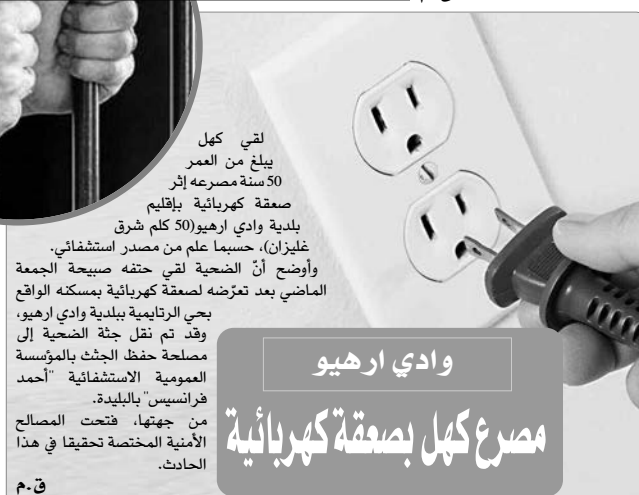 وادي ارهيو
مصرع كهل بصعقة كهربائية
لقي كهل
يبلغ من العمر
50 سنة مصرعه إثر
صعقة كهربائية بإقليم
بلدية وادي ارهيو(50 كلم شرق
غليزان)، حسبما علم من مصدر استشفائي.
وأوضح أنّ الضحية لقي حتفه صبيحة الجمعة
الماضي بعد تعرّضه لصعقة كهربائية بمسكنه الواقع
بحي الرتايمية ببلدية وادي ارهيو،
وقد تم نقل جثة الضحية إلى
مصلحة حفظ الجثث بالمؤسسة
العمومية الاستشفائية "أحمد
فرانسيس" بالبليدة.
من جهتها، فتحت المصالح
الأمنية المختصة تحقيقا في هذا
الحادث.
ق.م